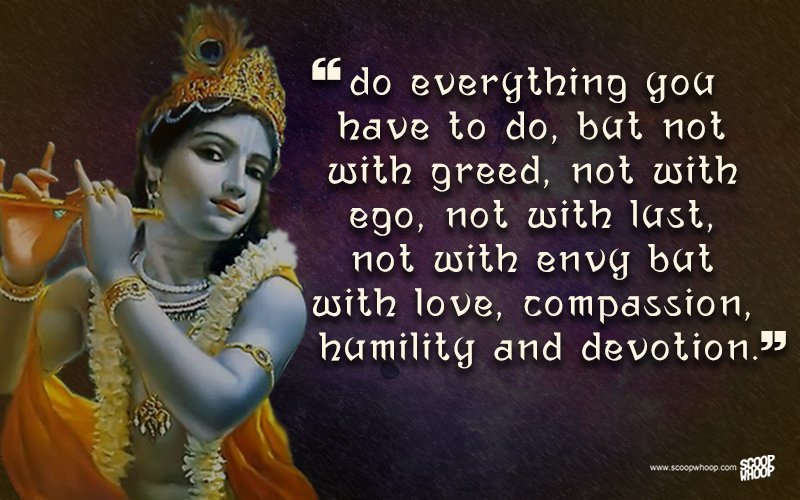 “do everything you
have to do, but not
with greed, not with
ego, not with lust,
not with envy but
with love, compassion,
humility and devotion.”
www.scoopwhoop.com
SCOOP
WHOOP